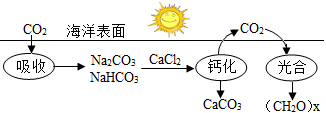 CO₂ 海洋表面 CO₂
吸收 Na₂CO₃ CaCl₂ 钙化 光合
NaHCO₃
CaCO₃ (CH₂O)x